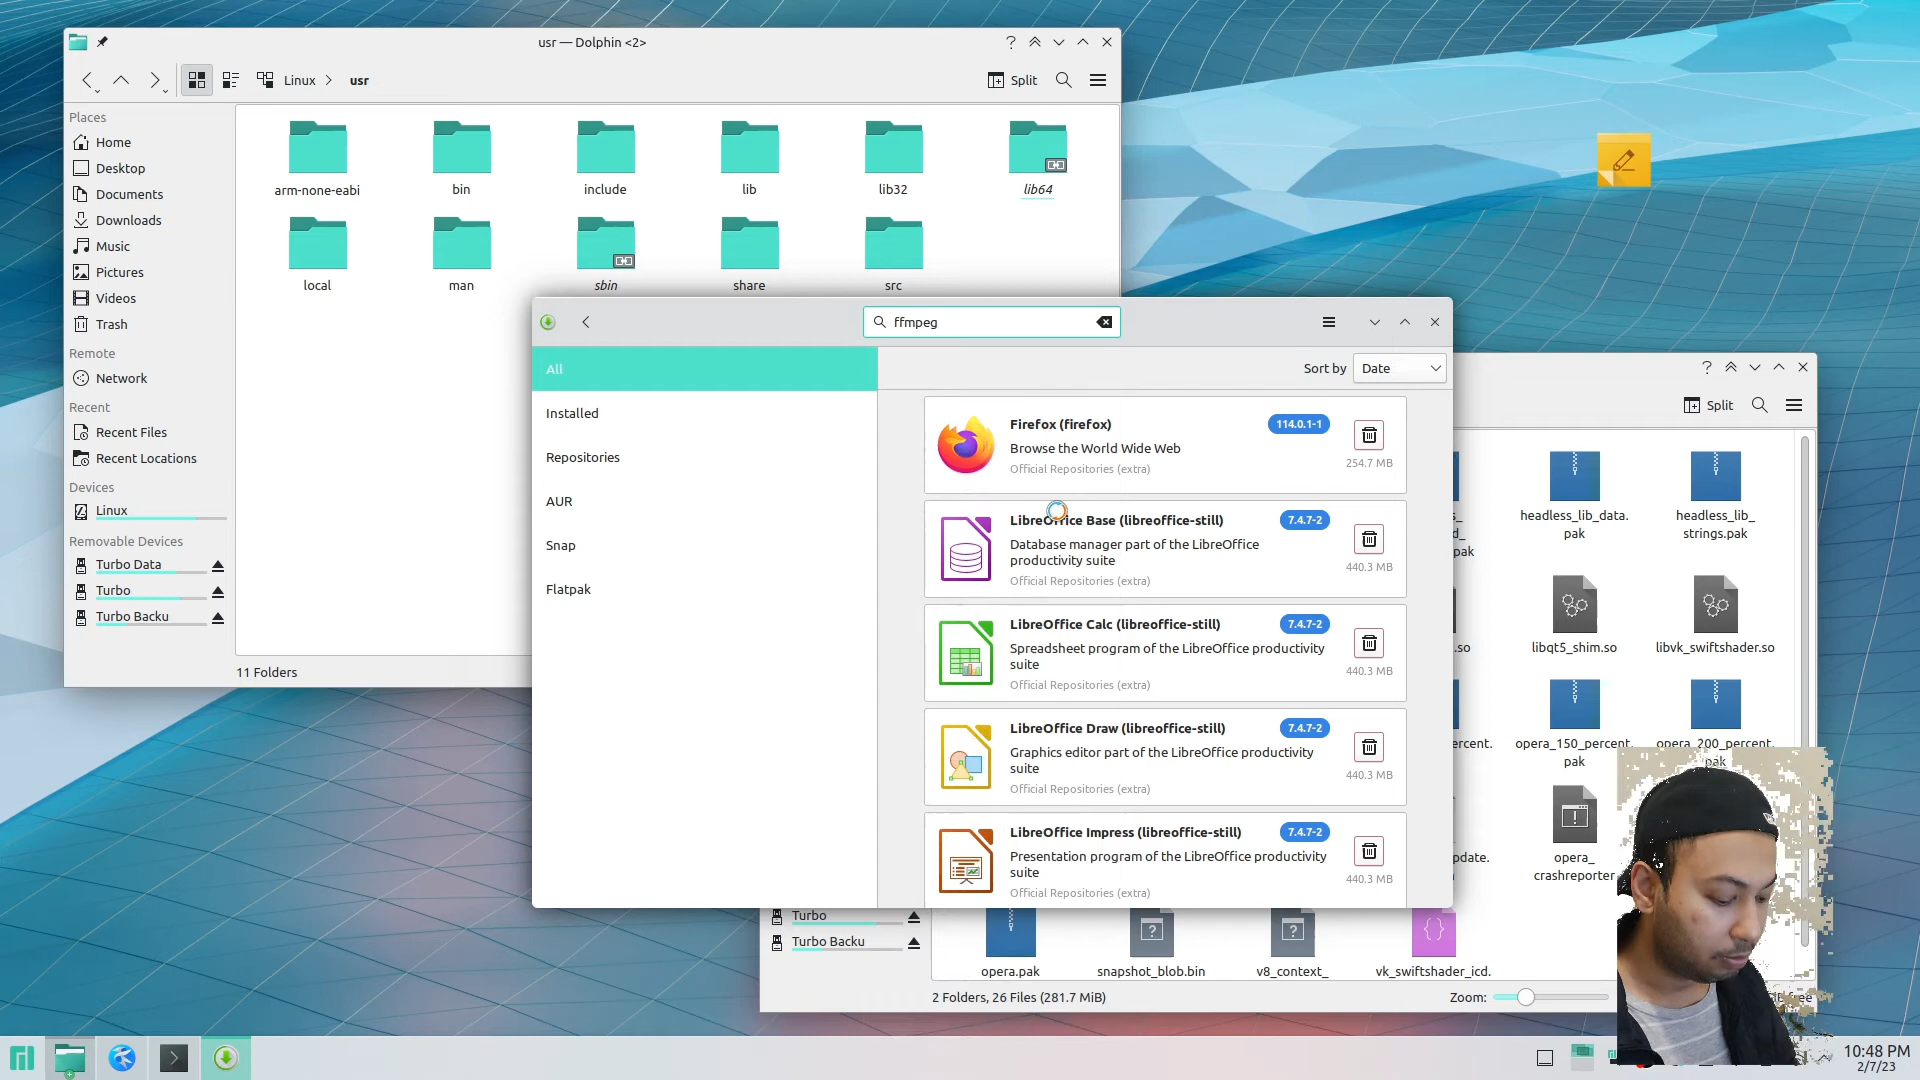 usr — Dolphin <2>
Linux > usr
Split
Places
Home
Desktop
Documents
Downloads
Music
Pictures
Videos
Trash
Remote
Network
Recent
Recent Files
Recent Locations
Devices
Linux
Removable Devices
Turbo Data
Turbo
Turbo Backu
arm-none-eabi
bin
include
lib
lib32
lib64
local
man
sbin
share
src
11 Folders
ffmpeg
Sort by
Date
All
Installed
Repositories
AUR
Snap
Flatpak
Firefox (firefox)
114.0.1-1
Browse the World Wide Web
Official Repositories (extra)
254.7 MB
LibreOffice Base (libreoffice-still)
7.4.7-2
Database manager part of the LibreOffice
productivity suite
Official Repositories (extra)
440.3 MB
LibreOffice Calc (libreoffice-still)
7.4.7-2
Spreadsheet program of the LibreOffice productivity
suite
Official Repositories (extra)
440.3 MB
LibreOffice Draw (libreoffice-still)
7.4.7-2
Graphics editor part of the LibreOffice productivity
suite
Official Repositories (extra)
440.3 MB
LibreOffice Impress (libreoffice-still)
7.4.7-2
Presentation program of the LibreOffice productivity
suite
Official Repositories (extra)
440.3 MB
Split
headless_lib_data.
pak
headless_lib_
strings.pak
pak
.so
libqt5_shim.so
libvk_swiftshader.so
ercent.
opera_150_percent.
opera_200_percent.
pak
pdate.
opera_
crashreporter
Turbo
Turbo Backu
opera.pak
snapshot_blob.bin
v8_context_
vk_swiftshader_icd.
2 Folders, 26 Files (281.7 MiB)
Zoom:
free
10:48 PM
2/7/23